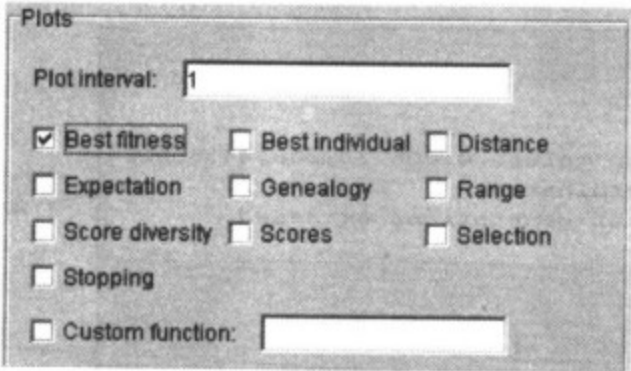 Plots
Plot interval: 1
Best fitness Best individual Distance
Expectation Genealogy Range
Score diversity Scores Selection
Stopping
Custom function: